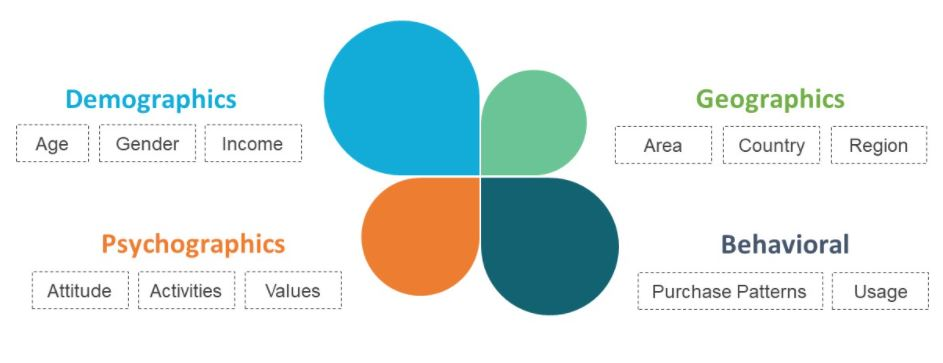 Demographics
Age Gender Income
Geographics
Area Country Region
Psychographics
Attitude Activities Values
Behavioral
Purchase Patterns Usage